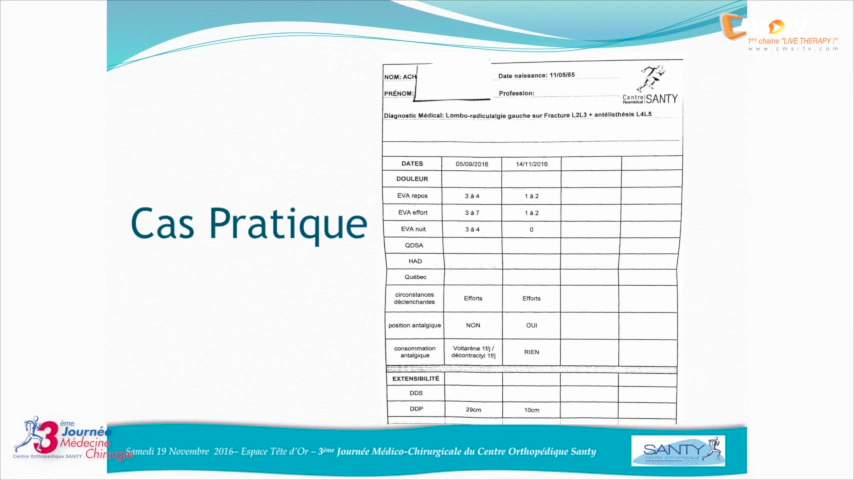 1ère chaine "LIVE THERAPY !"
www.cms-tv.com
Cas Pratique
NOM: ACH
Date naissance: 11/05/65
PRÉNOM:
Profession:
Centre Paramédical SANTY
Diagnostic Médical: Lombo-radiculalgie gauche sur Fracture L2L3 + antélisthésis L4L5
DATES 05/09/2016 14/11/2016
DOULEUR
EVA repos 3 à 4 1 à 2
EVA effort 3 à 7 1 à 2
EVA nuit 3 à 4 0
QDSA
HAD
Québec
circonstances
déclenchantes Efforts Efforts
position antalgique NON OUI
consommation
antalgique
Voltarène 1f/j /
décontractyl 1f/j
RIEN
EXTENSIBILITÉ
DDS
DDP 29cm 10cm
3ème
Journée
Médecine
Chirurgie
Centre Orthopédique SANTY
Samedi 19 Novembre 2016– Espace Tête d'Or – 3ème Journée Médico-Chirurgicale du Centre Orthopédique Santy
SANTY